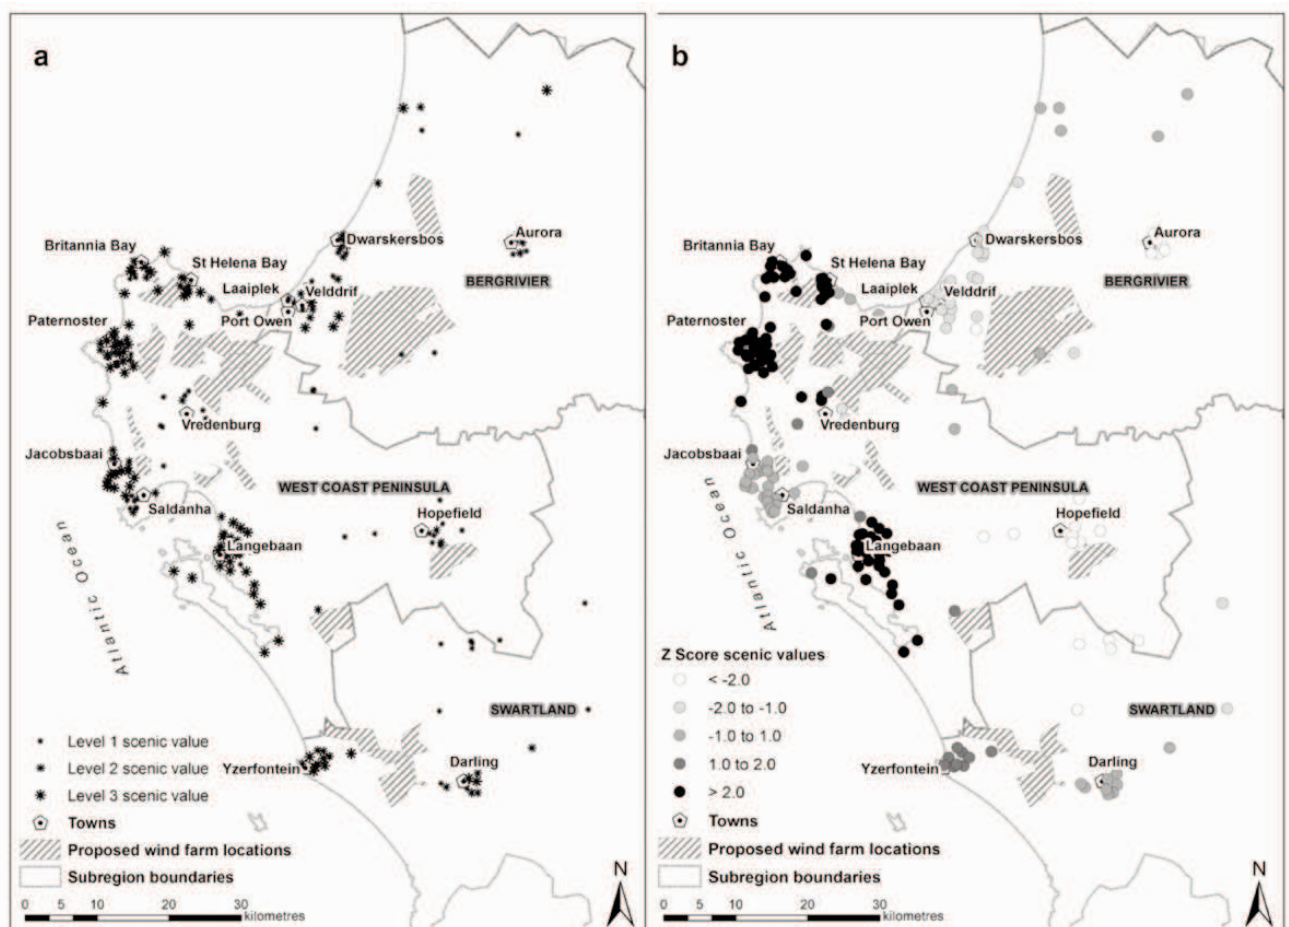 a
Britannia Bay
St Helena Bay
Dwarskersbos
Aurora
Laaiplek
Velddrif
BERGRIVIER
Paternoster
Port Owen
Vredenburg
Jacobsbaai
WEST COAST PENINSULA
Saldanha
Hopefield
Langebaan
Atlantic Ocean
SWARTLAND
Level 1 scenic value
Level 2 scenic value
Yzerfontein
Darling
Level 3 scenic value
Towns
Proposed wind farm locations
Subregion boundaries
N
0 5 10 20 30
kilometres
b
Britannia Bay
St Helena Bay
Dwarskersbos
Aurora
Laaiplek
Velddrif
BERGRIVIER
Paternoster
Port Owen
Vredenburg
Jacobsbaai
WEST COAST PENINSULA
Saldanha
Hopefield
Langebaan
Atlantic Ocean
Z Score scenic values
< -2.0
-2.0 to -1.0
SWARTLAND
-1.0 to 1.0
1.0 to 2.0
Yzerfontein
Darling
> 2.0
Towns
Proposed wind farm locations
Subregion boundaries
N
0 5 10 20 30
kilometres